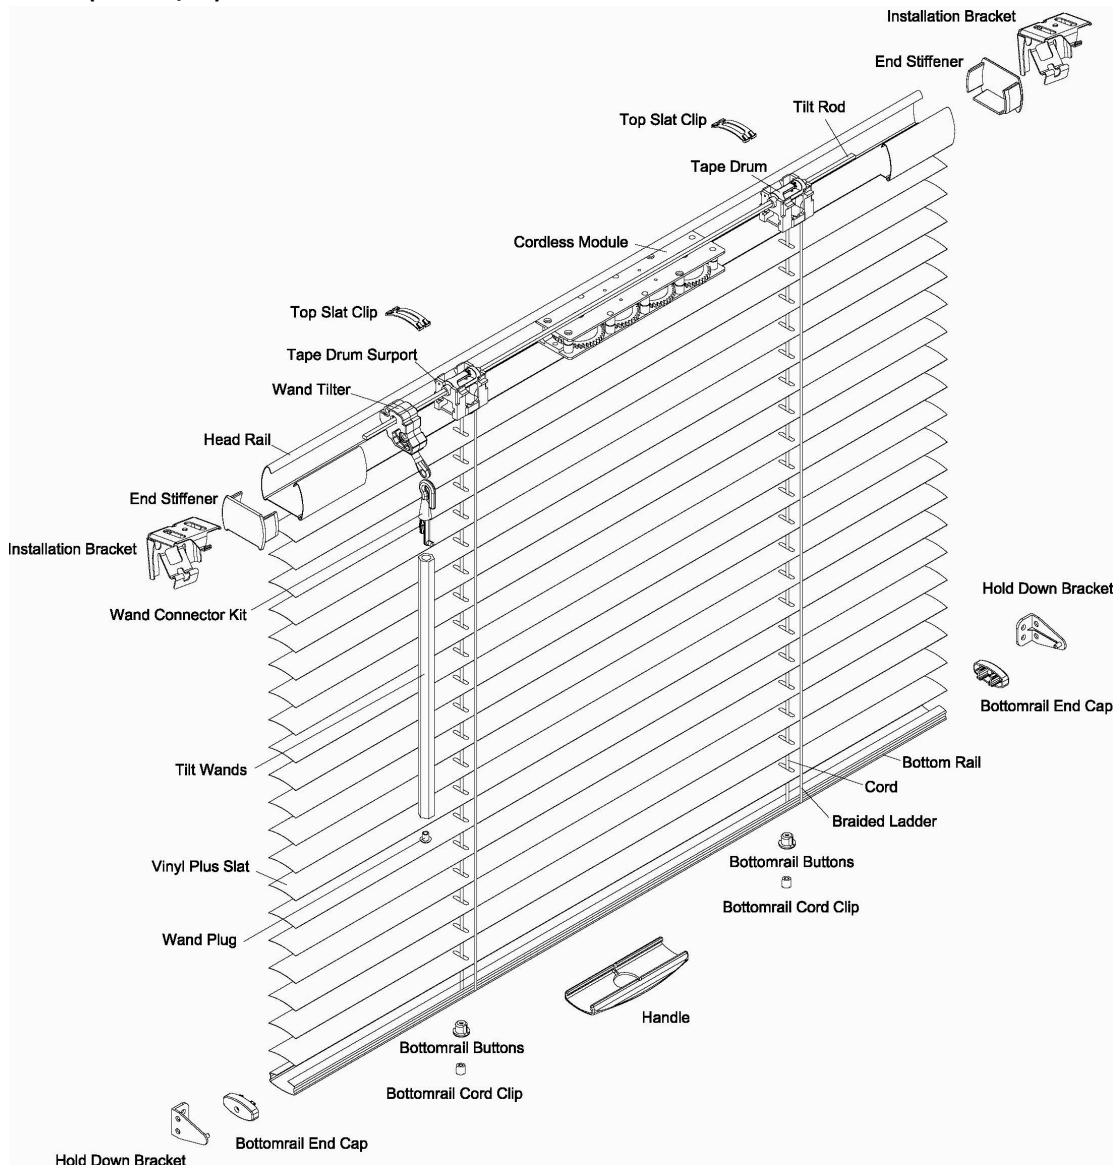 Installation Bracket
End Stiffener
Tilt Rod
Top Slat Clip
Tape Drum
Cordless Module
Top Slat Clip
Tape Drum Surport
Wand Tilter
Head Rail
End Stiffener
Installation Bracket
Hold Down Bracket
Wand Connector Kit
Bottomrail End Cap
Bottom Rail
Tilt Wands
Cord
Braided Ladder
Bottomrail Buttons
Vinyl Plus Slat
Bottomrail Cord Clip
Wand Plug
Handle
Bottomrail Buttons
Bottomrail Cord Clip
Bottomrail End Cap
Hold Down Bracket